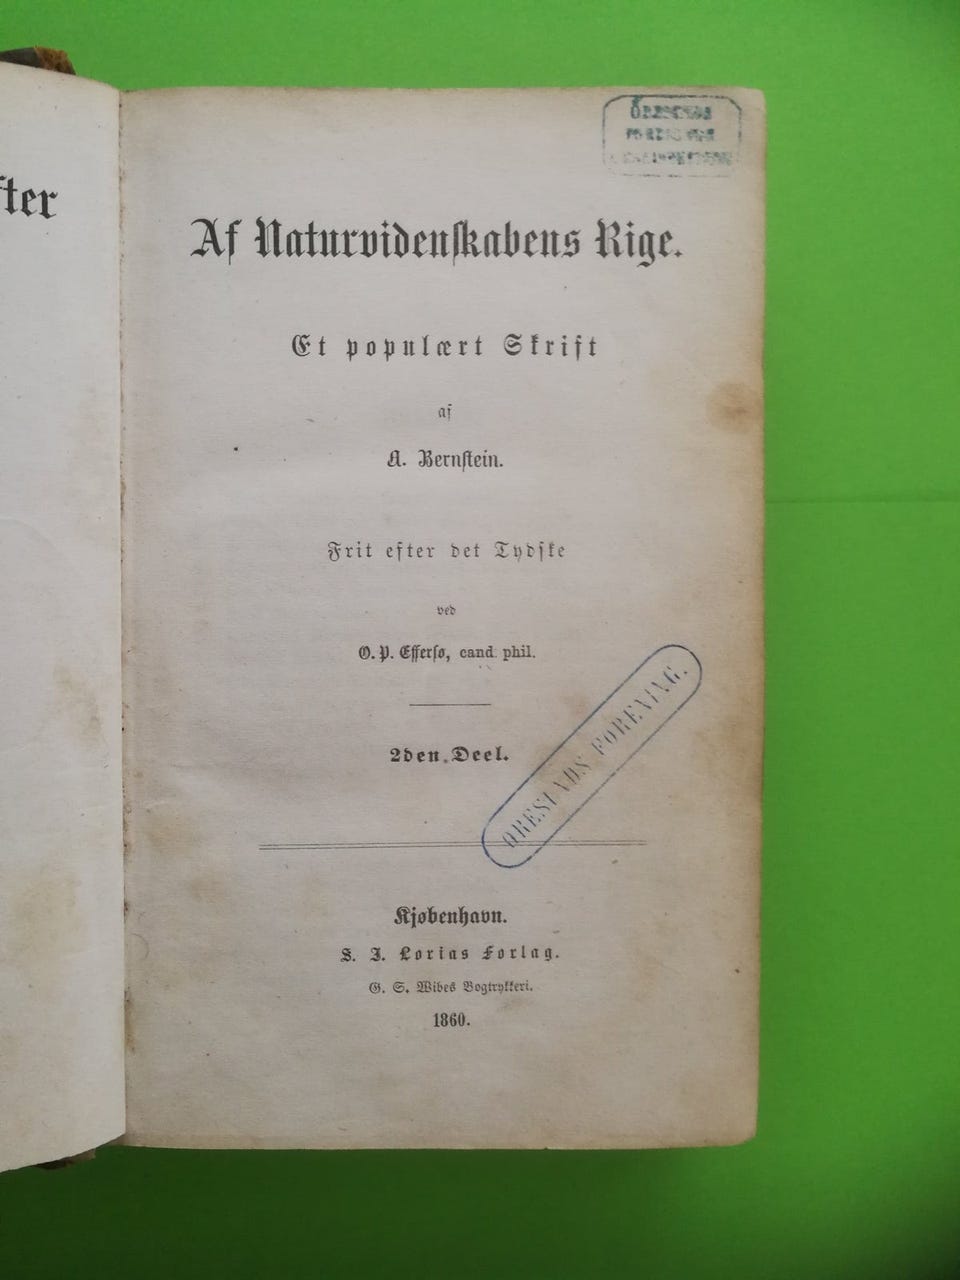 fter
Af Naturvidenskabens Rige.
Et populært Skrift
af
A. Bernstein.
Frit efter det Tydske
ved
O. P. Effersø, cand. phil.
2den Deel.
ØRESUNDS FORENING.
Kjøbenhavn.
S. J. Lorias Forlag.
G. S. Wibes Bogtrykkeri.
1860.